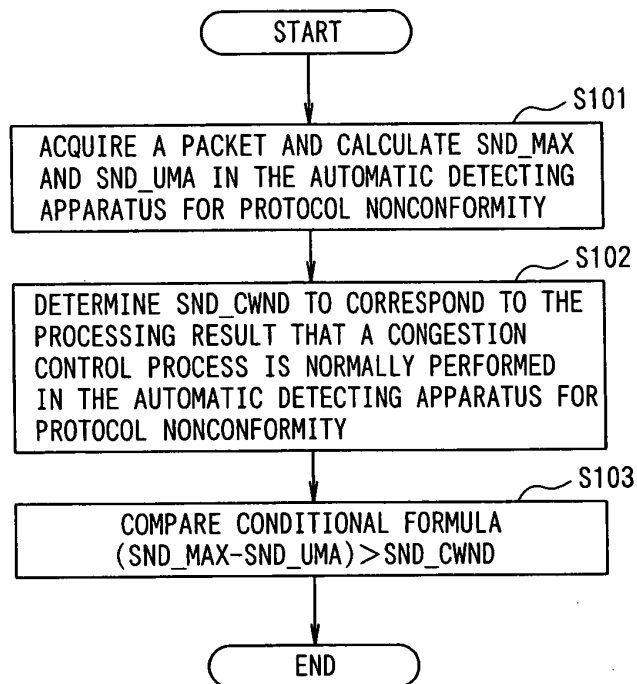 START
S101
ACQUIRE A PACKET AND CALCULATE SND_MAX
AND SND_UMA IN THE AUTOMATIC DETECTING
APPARATUS FOR PROTOCOL NONCONFORMITY
S102
DETERMINE SND_CWND TO CORRESPOND TO THE
PROCESSING RESULT THAT A CONGESTION
CONTROL PROCESS IS NORMALLY PERFORMED
IN THE AUTOMATIC DETECTING APPARATUS FOR
PROTOCOL NONCONFORMITY
S103
COMPARE CONDITIONAL FORMULA
(SND_MAX-SND_UMA)>SND_CWND
END